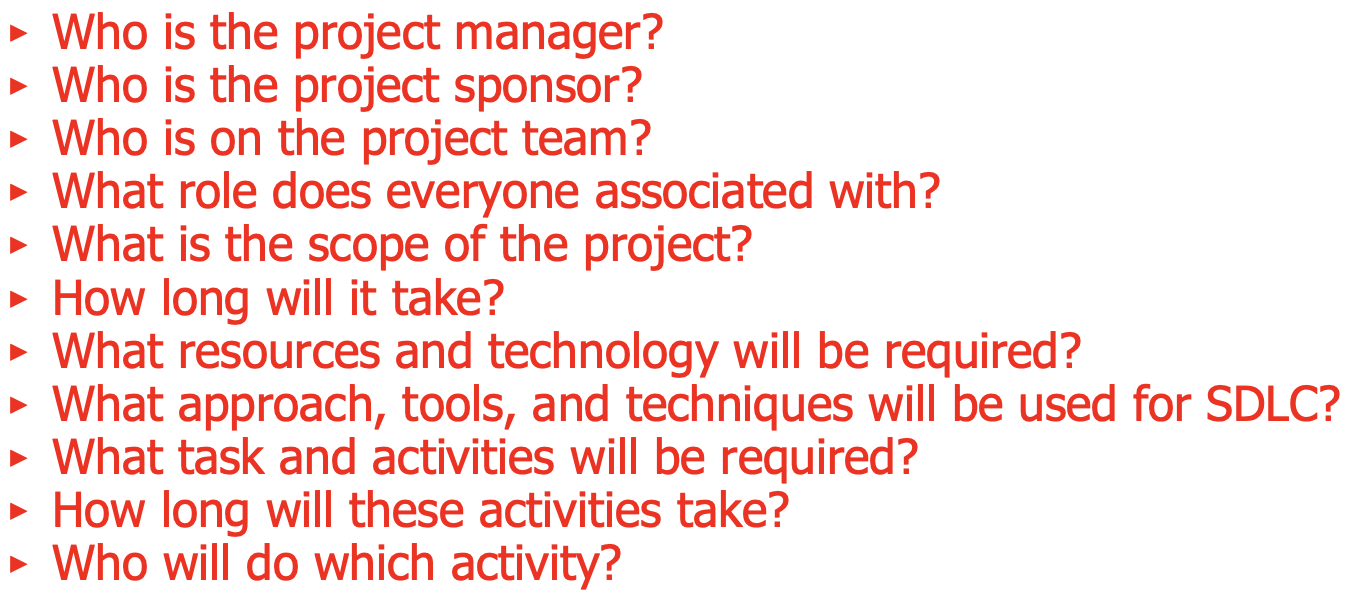 ▸ Who is the project manager?
▸ Who is the project sponsor?
▸ Who is on the project team?
▸ What role does everyone associated with?
▸ What is the scope of the project?
▸ How long will it take?
▸ What resources and technology will be required?
▸ What approach, tools, and techniques will be used for SDLC?
▸ What task and activities will be required?
▸ How long will these activities take?
▸ Who will do which activity?